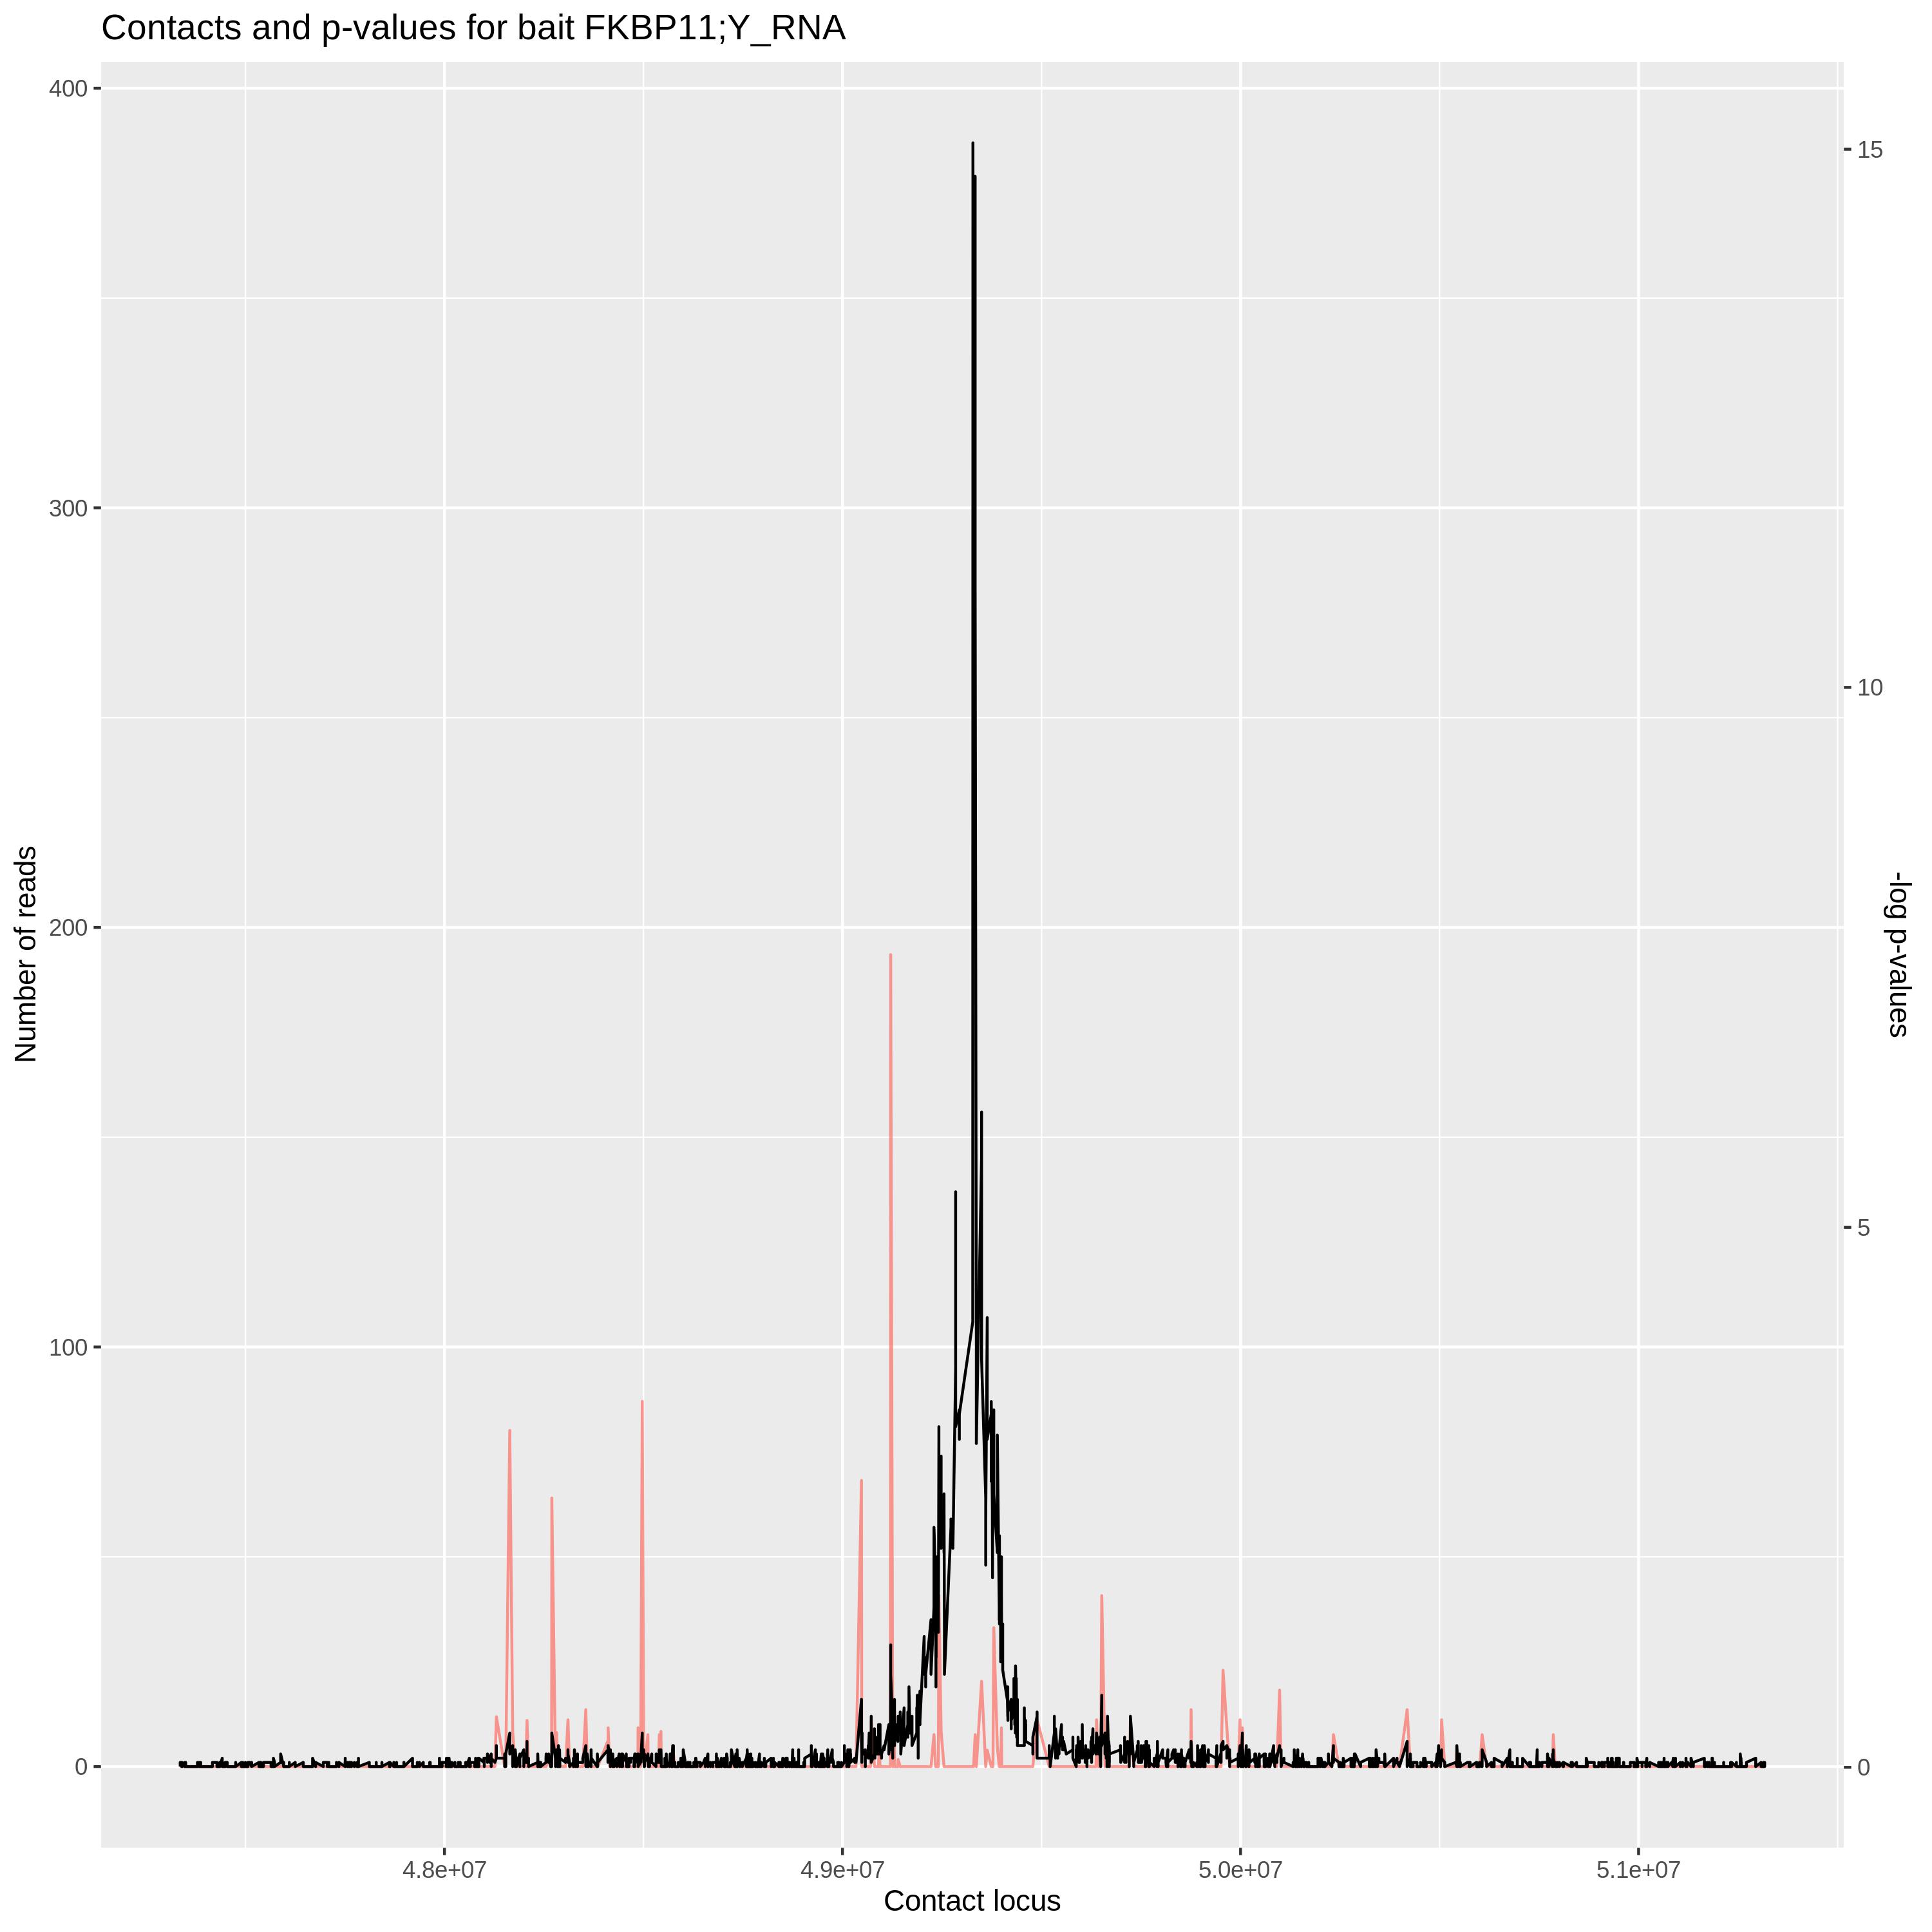 Contacts and p-values for bait FKBP11;Y_RNA
400
300
200
100
0
Number of reads
15
10
5
0
-log p-values
4.8e+07 4.9e+07 5.0e+07 5.1e+07
Contact locus